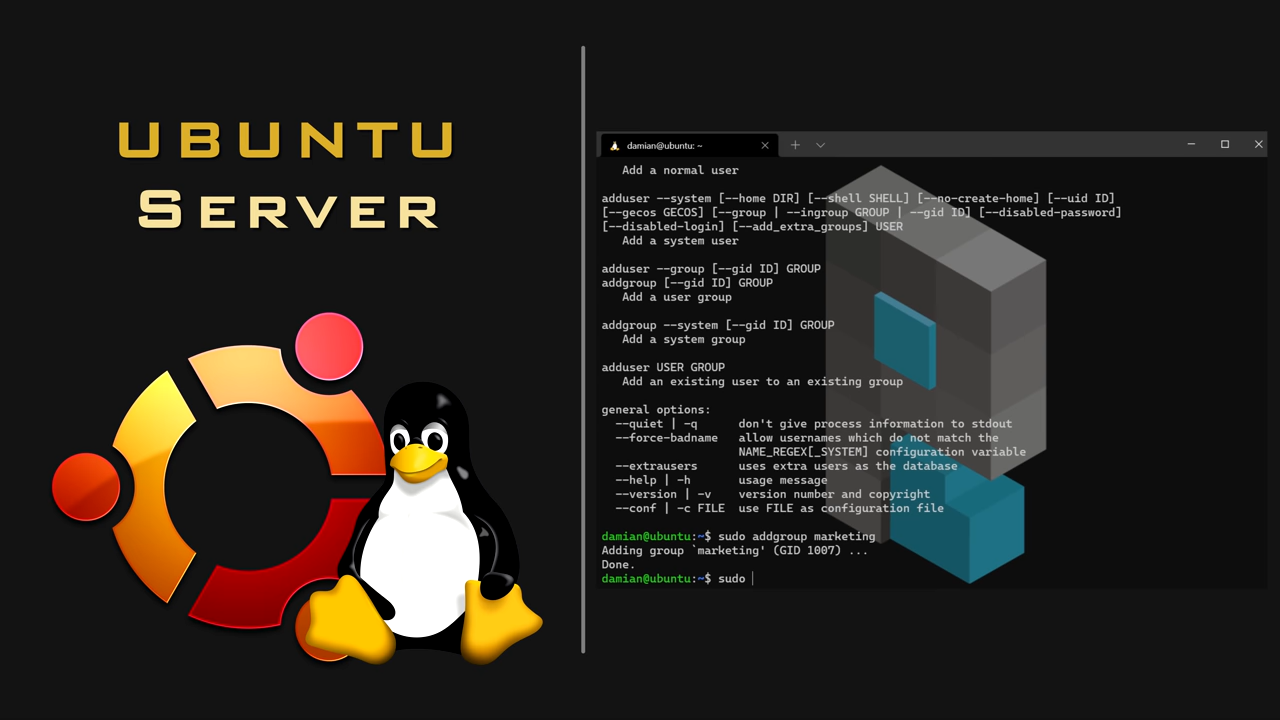 UBUNTU
SERVER
damian@ubuntu: ~
Add a normal user
adduser --system [--home DIR] [--shell SHELL] [--no-create-home] [--uid ID]
[--gecos GECOS] [--group | --ingroup GROUP | --gid ID] [--disabled-password]
[--disabled-login] [--add_extra_groups] USER
Add a system user
adduser --group [--gid ID] GROUP
addgroup [--gid ID] GROUP
Add a user group
addgroup --system [--gid ID] GROUP
Add a system group
adduser USER GROUP
Add an existing user to an existing group
general options:
--quiet | -q don't give process information to stdout
--force-badname allow usernames which do not match the
NAME_REGEX[_SYSTEM] configuration variable
--extrausers uses extra users as the database
--help | -h usage message
--version | -v version number and copyright
--conf | -c FILE use FILE as configuration file
damian@ubuntu:~$ sudo addgroup marketing
Adding group `marketing' (GID 1007) ...
Done.
damian@ubuntu:~$ sudo